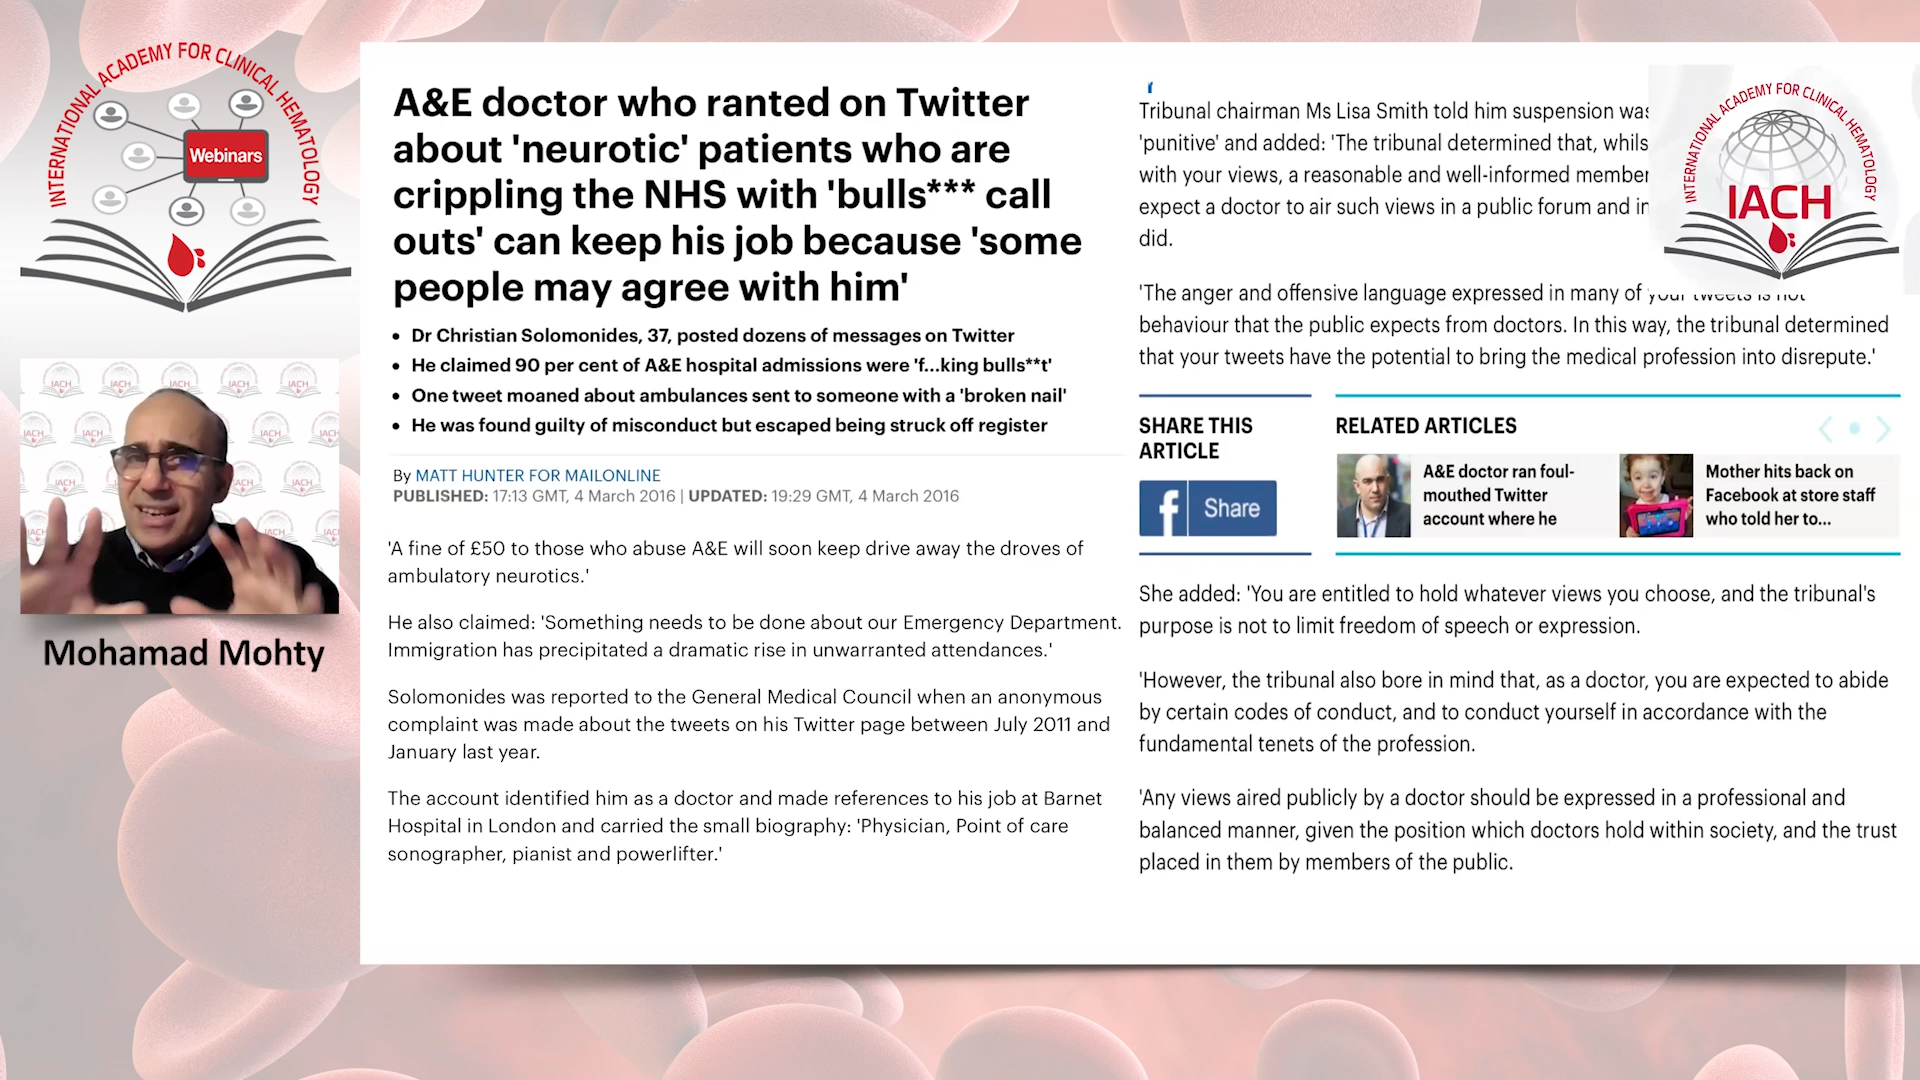 INTERNATIONAL ACADEMY FOR CLINICAL HEMATOLOGY
Webinars
Mohamad Mohty
A&E doctor who ranted on Twitter
about 'neurotic' patients who are
crippling the NHS with 'bulls*** call
outs' can keep his job because 'some
people may agree with him'
• Dr Christian Solomonides, 37, posted dozens of messages on Twitter
• He claimed 90 per cent of A&E hospital admissions were 'f...king bulls**t'
• One tweet moaned about ambulances sent to someone with a 'broken nail'
• He was found guilty of misconduct but escaped being struck off register
By MATT HUNTER FOR MAILONLINE
PUBLISHED: 17:13 GMT, 4 March 2016 | UPDATED: 19:29 GMT, 4 March 2016
'A fine of £50 to those who abuse A&E will soon keep drive away the droves of
ambulatory neurotics.'
He also claimed: 'Something needs to be done about our Emergency Department.
Immigration has precipitated a dramatic rise in unwarranted attendances.'
Solomonides was reported to the General Medical Council when an anonymous
complaint was made about the tweets on his Twitter page between July 2011 and
January last year.
The account identified him as a doctor and made references to his job at Barnet
Hospital in London and carried the small biography: 'Physician, Point of care
sonographer, pianist and powerlifter.'
Tribunal chairman Ms Lisa Smith told him suspension was
'punitive' and added: 'The tribunal determined that, whils
with your views, a reasonable and well-informed member
expect a doctor to air such views in a public forum and in
did.
'The anger and offensive language expressed in many of your tweets is not
behaviour that the public expects from doctors. In this way, the tribunal determined
that your tweets have the potential to bring the medical profession into disrepute.'
SHARE THIS
ARTICLE
f Share
RELATED ARTICLES
A&E doctor ran foul-
mouthed Twitter
account where he
Mother hits back on
Facebook at store staff
who told her to...
She added: 'You are entitled to hold whatever views you choose, and the tribunal's
purpose is not to limit freedom of speech or expression.
'However, the tribunal also bore in mind that, as a doctor, you are expected to abide
by certain codes of conduct, and to conduct yourself in accordance with the
fundamental tenets of the profession.
'Any views aired publicly by a doctor should be expressed in a professional and
balanced manner, given the position which doctors hold within society, and the trust
placed in them by members of the public.
INTERNATIONAL ACADEMY FOR CLINICAL HEMATOLOGY
IACH